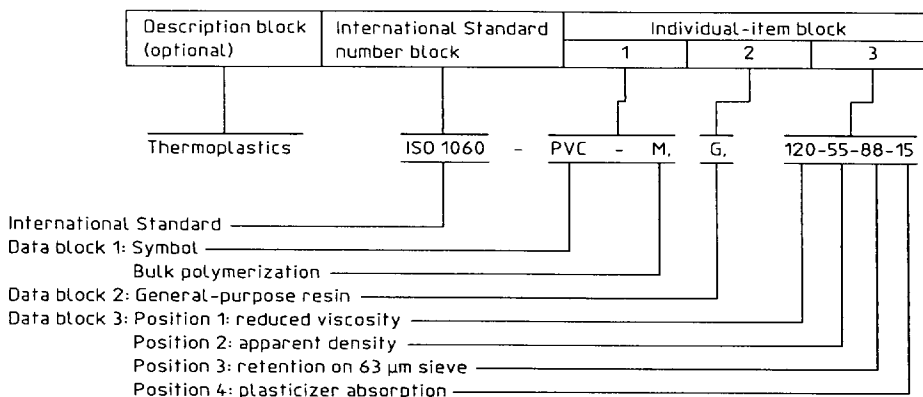 Description block International Standard Individual-item block
(optional) number block 1 2 3
Thermoplastics ISO 1060 - PVC - M, G, 120-55-88-15
International Standard
Data block 1: Symbol
Bulk polymerization
Data block 2: General-purpose resin
Data block 3: Position 1: reduced viscosity
Position 2: apparent density
Position 3: retention on 63 µm sieve
Position 4: plasticizer absorption